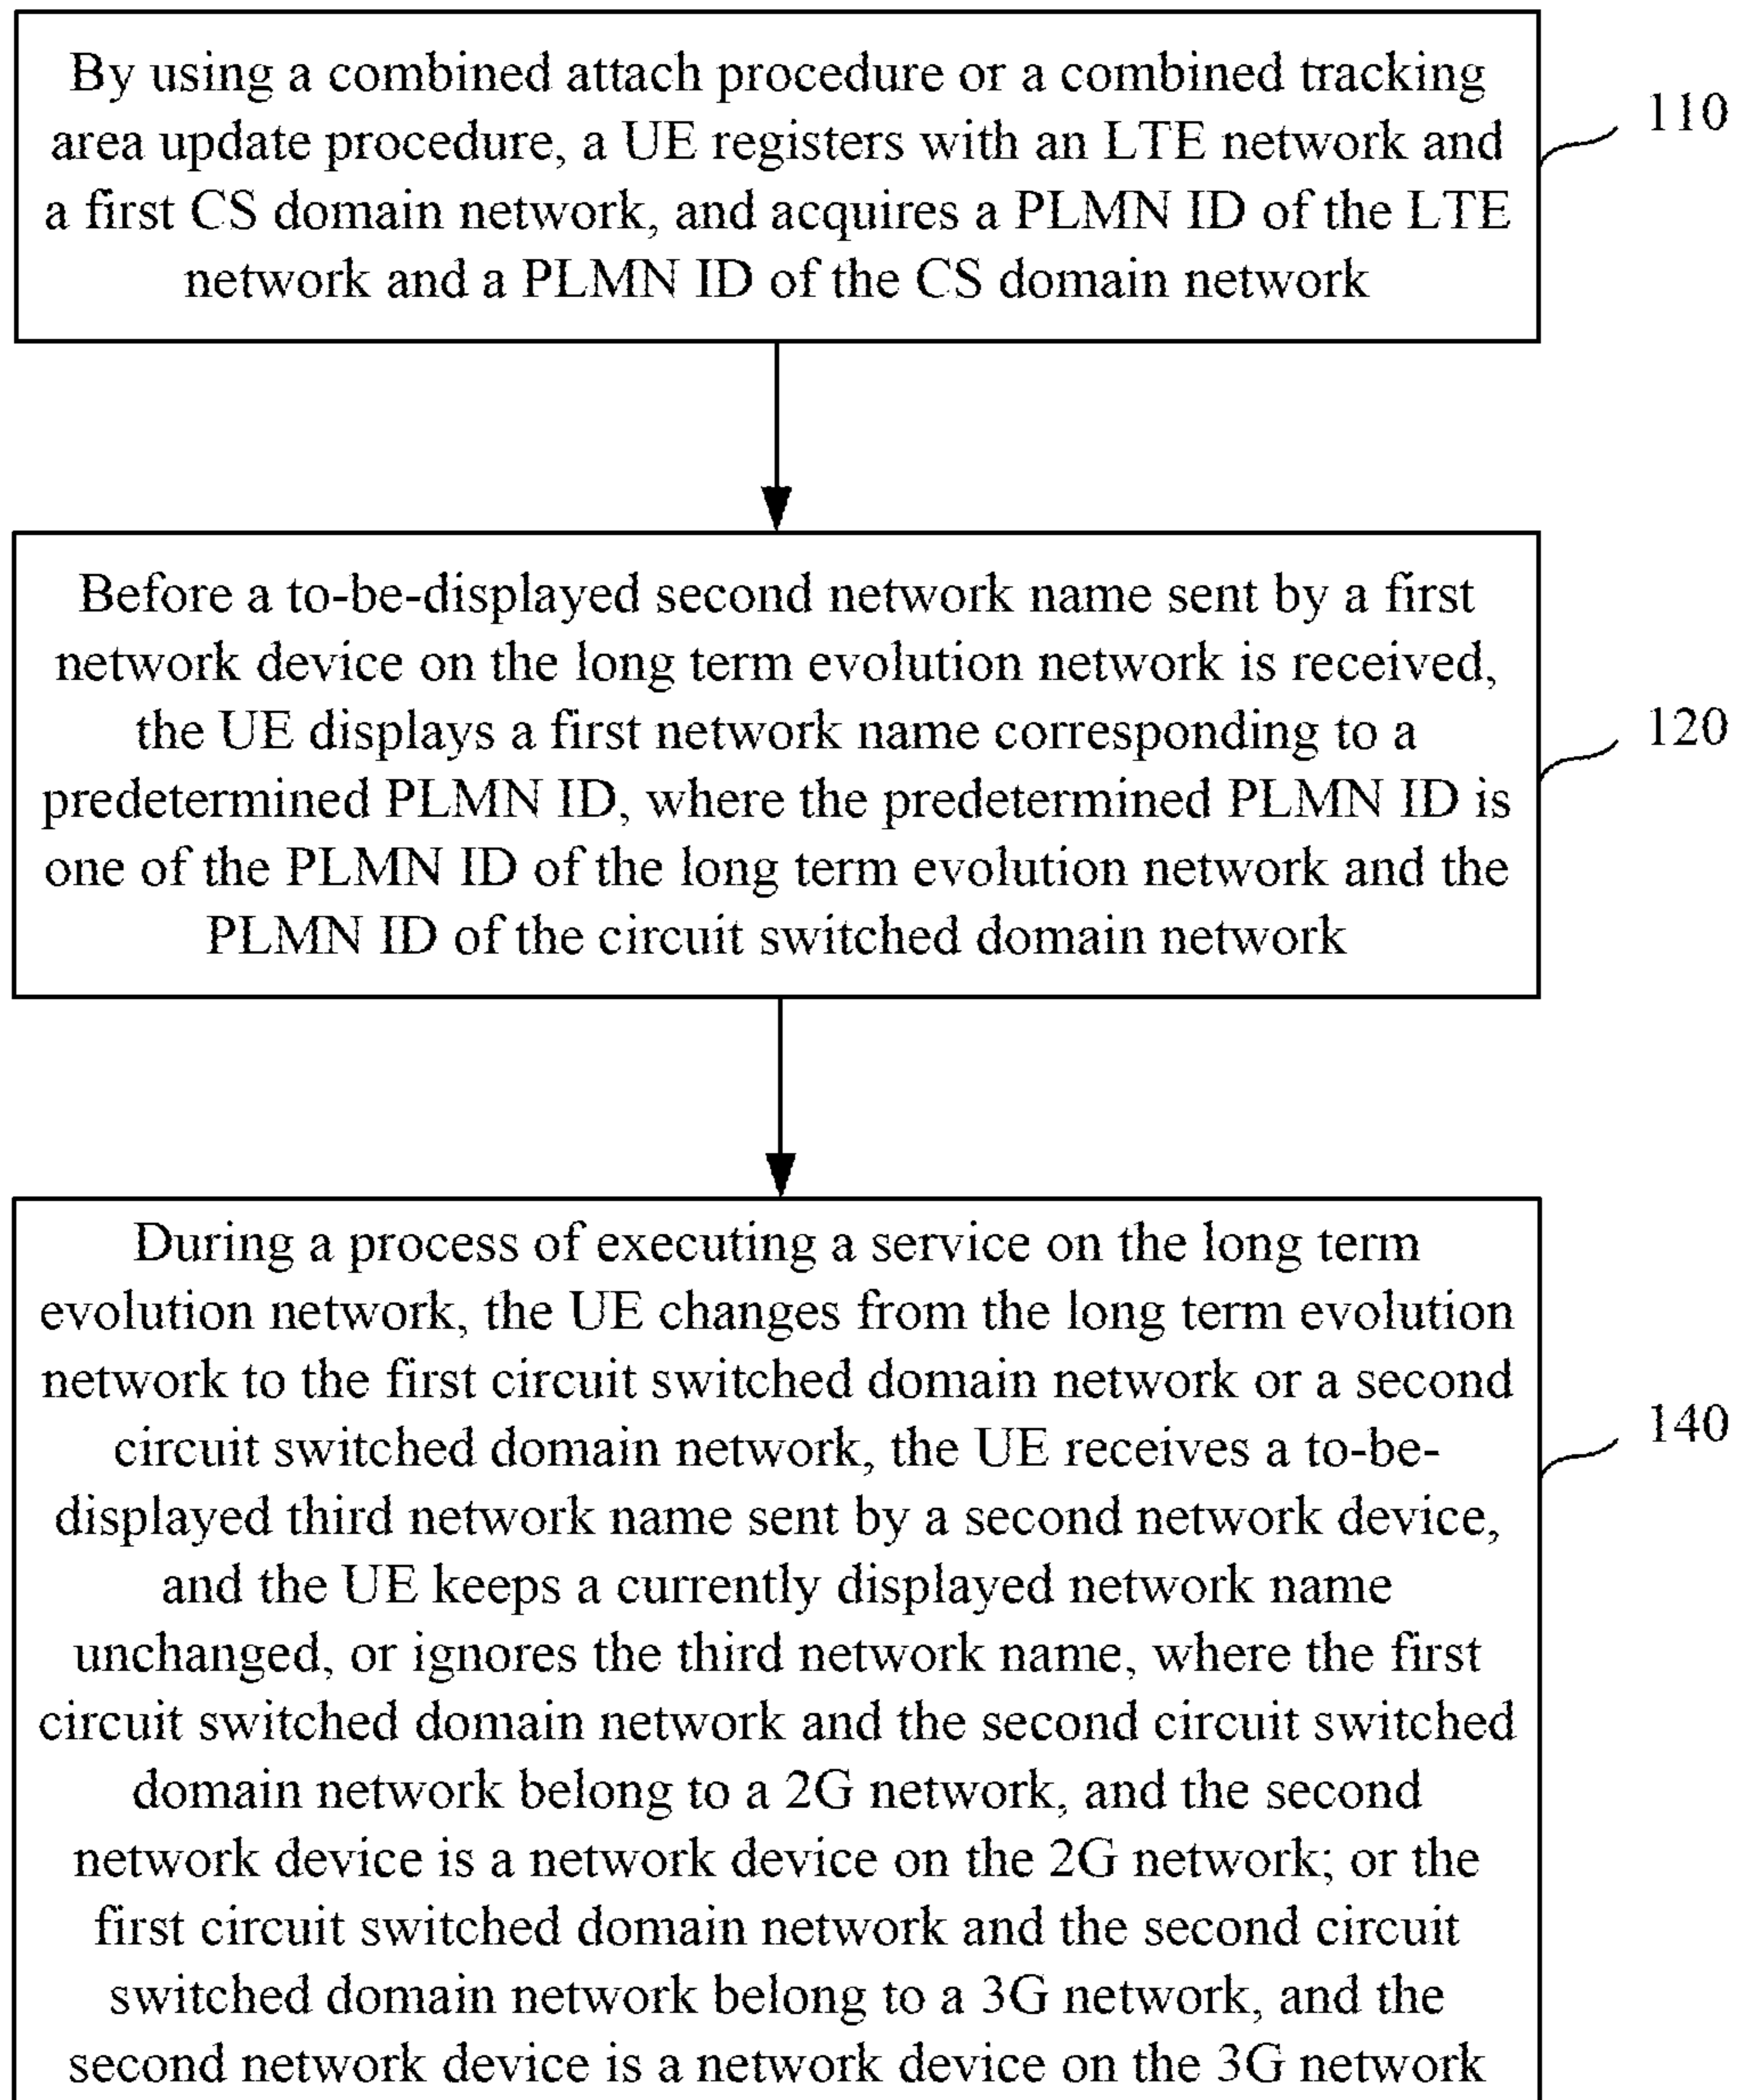 By using a combined attach procedure or a combined tracking
area update procedure, a UE registers with an LTE network and
a first CS domain network, and acquires a PLMN ID of the LTE
network and a PLMN ID of the CS domain network
110
Before a to-be-displayed second network name sent by a first
network device on the long term evolution network is received,
the UE displays a first network name corresponding to a
predetermined PLMN ID, where the predetermined PLMN ID is
one of the PLMN ID of the long term evolution network and the
PLMN ID of the circuit switched domain network
120
During a process of executing a service on the long term
evolution network, the UE changes from the long term evolution
network to the first circuit switched domain network or a second
circuit switched domain network, the UE receives a to-be-
displayed third network name sent by a second network device,
and the UE keeps a currently displayed network name
unchanged, or ignores the third network name, where the first
circuit switched domain network and the second circuit switched
domain network belong to a 2G network, and the second
network device is a network device on the 2G network; or the
first circuit switched domain network and the second circuit
switched domain network belong to a 3G network, and the
second network device is a network device on the 3G network
140